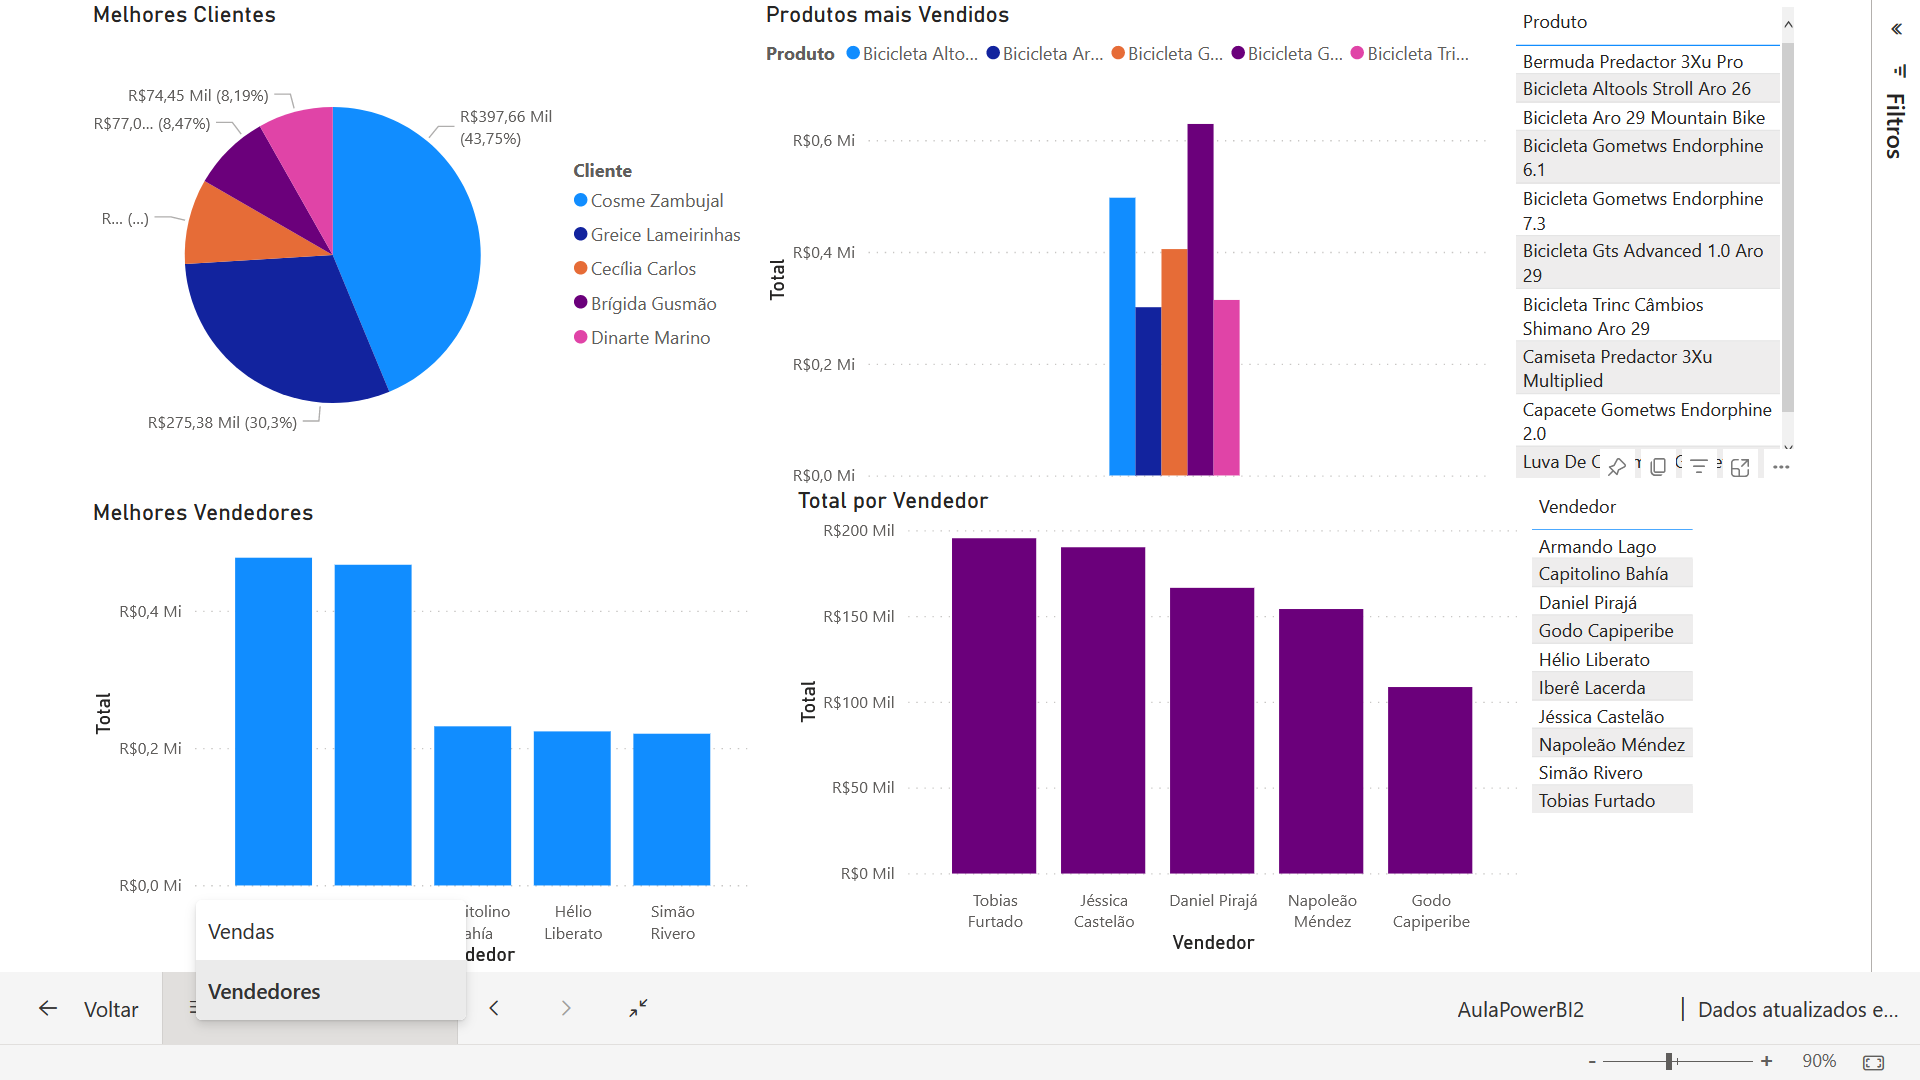 Melhores Clientes
R$74,45 Mil (8,19%)
R$77,0... (8,47%)
R... (...)
R$397,66 Mil
(43,75%)
R$275,38 Mil (30,3%)
Cliente
Cosme Zambujal
Greice Lameirinhas
Cecília Carlos
Brígida Gusmão
Dinarte Marino
Produtos mais Vendidos
Produto Bicicleta Alto... Bicicleta Ar... Bicicleta G... Bicicleta G... Bicicleta Tri...
R$0,6 Mi
R$0,4 Mi
R$0,2 Mi
R$0,0 Mi
Total
Produto
Bermuda Predactor 3Xu Pro
Bicicleta Altools Stroll Aro 26
Bicicleta Aro 29 Mountain Bike
Bicicleta Gometws Endorphine
6.1
Bicicleta Gometws Endorphine
7.3
Bicicleta Gts Advanced 1.0 Aro
29
Bicicleta Trinc Câmbios
Shimano Aro 29
Camiseta Predactor 3Xu
Multiplied
Capacete Gometws Endorphine
2.0
Luva De
Filtros
Melhores Vendedores
R$0,4 Mi
R$0,2 Mi
R$0,0 Mi
Total
itolino
ahía
Hélio
Liberato
Simão
Rivero
dedor
Total por Vendedor
R$200 Mil
R$150 Mil
R$100 Mil
R$50 Mil
R$0 Mil
Total
Tobias
Furtado
Jéssica
Castelão
Daniel Pirajá
Napoleão
Méndez
Godo
Capiperibe
Vendedor
Vendedor
Armando Lago
Capitolino Bahía
Daniel Pirajá
Godo Capiperibe
Hélio Liberato
Iberê Lacerda
Jéssica Castelão
Napoleão Méndez
Simão Rivero
Tobias Furtado
Vendas
Vendedores
Voltar
AulaPowerBI2
| Dados atualizados e...
- + 90%